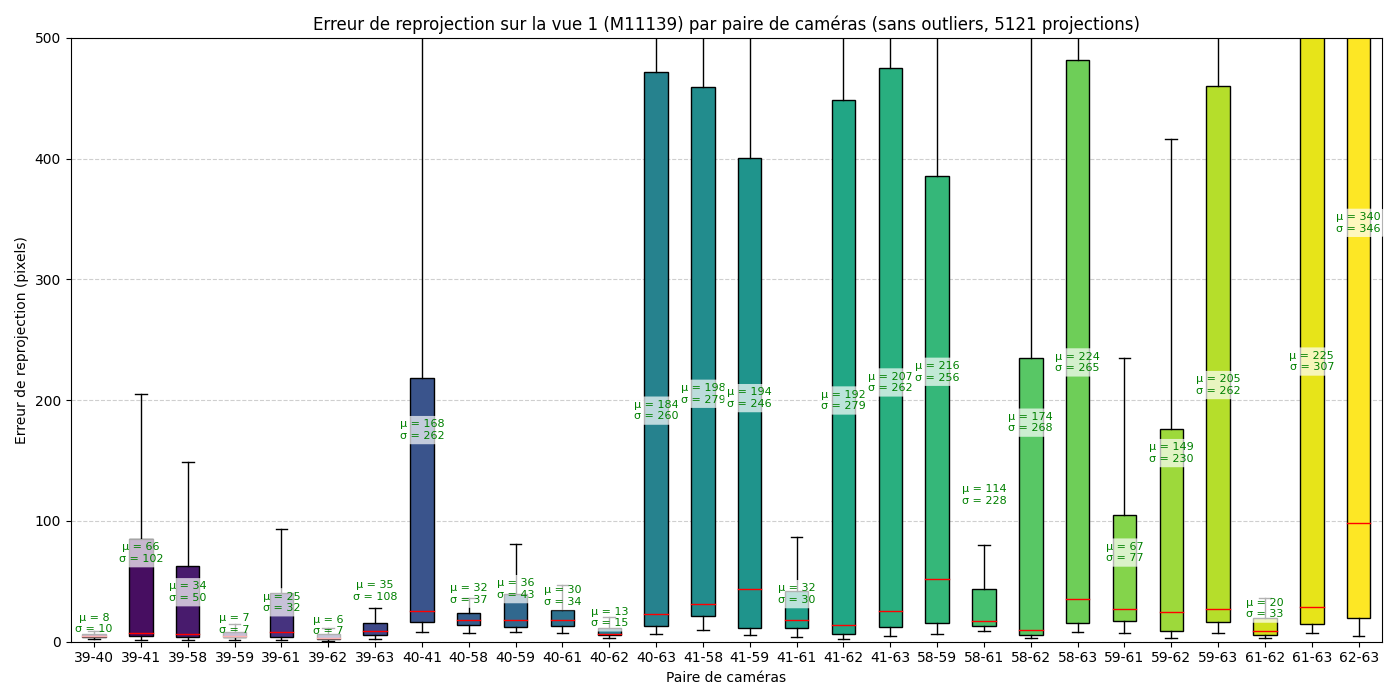 Erreur de reprojection sur la vue 1 (M11139) par paire de caméras (sans outliers, 5121 projections)
Erreur de reprojection (pixels)
500
400
300
200
100
0
μ = 8
σ = 10
μ = 66
σ = 102
μ = 34
σ = 50
μ = 7
σ = 7
μ = 25
σ = 32
μ = 6
σ = 7
μ = 35
σ = 108
μ = 168
σ = 262
μ = 32
σ = 37
μ = 36
σ = 43
μ = 30
σ = 34
μ = 13
σ = 15
μ = 184
σ = 260
μ = 198
σ = 279
μ = 194
σ = 246
μ = 32
σ = 30
μ = 192
σ = 279
μ = 207
σ = 262
μ = 216
σ = 256
μ = 114
σ = 228
μ = 174
σ = 268
μ = 224
σ = 265
μ = 67
σ = 77
μ = 149
σ = 230
μ = 205
σ = 262
μ = 20
σ = 33
μ = 225
σ = 307
μ = 340
σ = 346
39-40 39-41 39-58 39-59 39-61 39-62 39-63 40-41 40-58 40-59 40-61 40-62 40-63 41-58 41-59 41-61 41-62 41-63 58-59 58-61 58-62 58-63 59-61 59-62 59-63 61-62 61-63 62-63
Paire de caméras